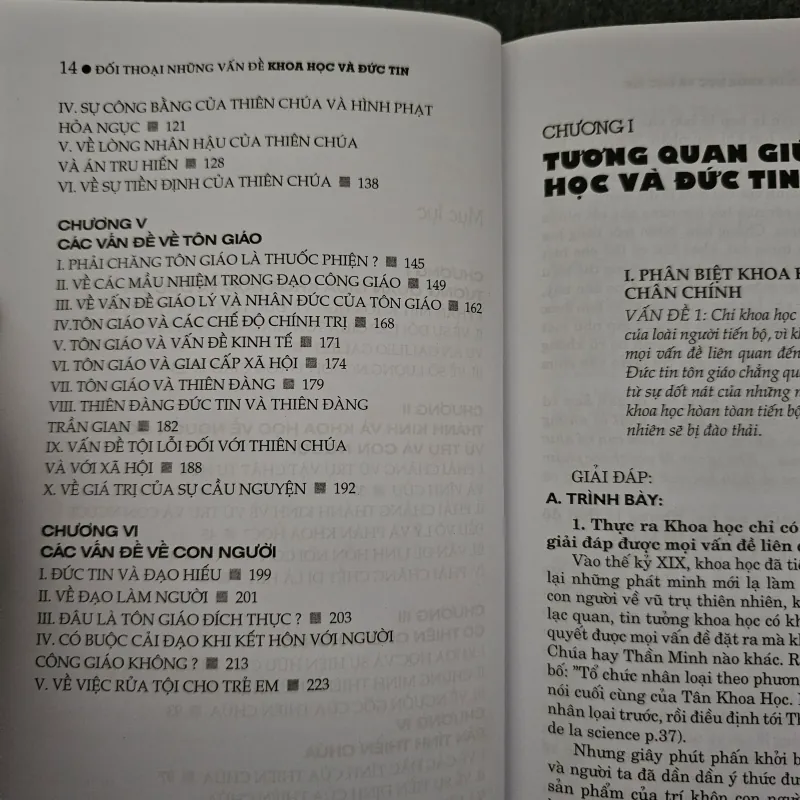 14 ● ĐỐI THOẠI NHỮNG VẤN ĐỀ KHOA HỌC VÀ ĐỨC TIN
IV. SỰ CÔNG BẰNG CỦA THIÊN CHÚA VÀ HÌNH PHẠT
HỎA NGỤC ▦ 121
V. VỀ LÒNG NHÂN HẬU CỦA THIÊN CHÚA
VÀ ÁN TRU HIẾN ▦ 128
VI. VỀ SỰ TIỀN ĐỊNH CỦA THIÊN CHÚA ▦ 138
CHƯƠNG V
CÁC VẤN ĐỀ VỀ TÔN GIÁO
I. PHẢI CHĂNG TÔN GIÁO LÀ THUỐC PHIỆN ? ▦ 145
II. VỀ CÁC MẦU NHIỆM TRONG ĐẠO CÔNG GIÁO ▦ 149
III. VỀ VẤN ĐỀ GIÁO LÝ VÀ NHÂN ĐỨC CỦA TÔN GIÁO ▦ 162
IV.TÔN GIÁO VÀ CÁC CHẾ ĐỘ CHÍNH TRỊ ▦ 168
V. TÔN GIÁO VÀ VẤN ĐỀ KINH TẾ ▦ 171
VI. TÔN GIÁO VÀ GIAI CẤP XÃ HỘI ▦ 174
VII. TÔN GIÁO VÀ THIÊN ĐÀNG ▦ 179
VIII. THIÊN ĐÀNG ĐỨC TIN VÀ THIÊN ĐÀNG
TRẦN GIAN ▦ 182
IX. VẤN ĐỀ TỘI LỖI ĐỐI VỚI THIÊN CHÚA
VÀ VỚI XÃ HỘI ▦ 188
X. VỀ GIÁ TRỊ CỦA SỰ CẦU NGUYỆN ▦ 192
CHƯƠNG VI
CÁC VẤN ĐỀ VỀ CON NGƯỜI
I. ĐỨC TIN VÀ ĐẠO HIẾU ▦ 199
II. VỀ ĐẠO LÀM NGƯỜI ▦ 201
III. ĐÂU LÀ TÔN GIÁO ĐÍCH THỰC ? ▦ 203
IV. CÓ BUỘC CẢI ĐẠO KHI KẾT HÔN VỚI NGƯỜI
CÔNG GIÁO KHÔNG ? ▦ 213
V. VỀ VIỆC RỬA TỘI CHO TRẺ EM ▦ 223
CHƯƠNG I
TƯƠNG QUAN GIỮ
HỌC VÀ ĐỨC TIN
I. PHÂN BIỆT KHOA H
CHÂN CHÍNH
VẤN ĐỀ 1: Chỉ khoa học
của loài người tiến bộ, vì k
mọi vấn đề liên quan đến
Đức tin tôn giáo chẳng qu
từ sự dốt nát của những n
khoa học hòan tòan tiến bộ
nhiên sẽ bị đào thải.
GIẢI ĐÁP:
A. TRÌNH BÀY:
1. Thực ra Khoa học chỉ có
giải đáp được mọi vấn đề liên q
Vào thế kỷ XIX, khoa học đã tiế
lại những phát minh mới lạ làm
con người về vũ trụ thiên nhiên, k
lạc quan, tin tưởng khoa học có kh
quyết được mọi vấn đề đặt ra mà k
Chúa hay Thần Minh nào khác. R
bố: "Tổ chức nhân loại theo phươn
nói cuối cùng của Tân Khoa Học. 
nhân lọai trước, rồi điều định tới Th
de la science p.37).
Nhưng giây phút phấn khởi b
và người ta đã dần dần ý thức đư
sản phẩm của trí khôn con ngườ